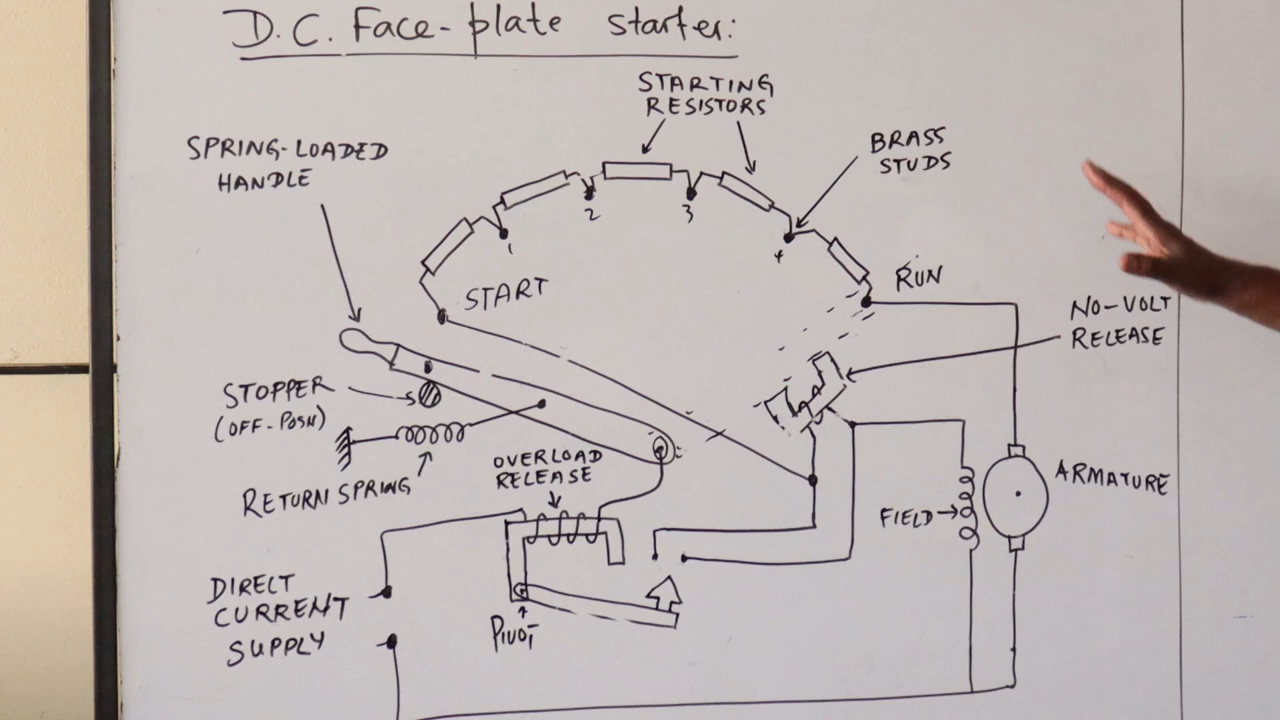 D.C. Face-plate starter:
STARTING
RESISTORS
BRASS
STUDS
SPRING-LOADED
HANDLE
1
2
3
4
START
RUN
NO-VOLT
RELEASE
STOPPER
(OFF-POSN)
RETURN SPRING
OVERLOAD
RELEASE
FIELD
ARMATURE
DIRECT
CURRENT
SUPPLY
PIVOT